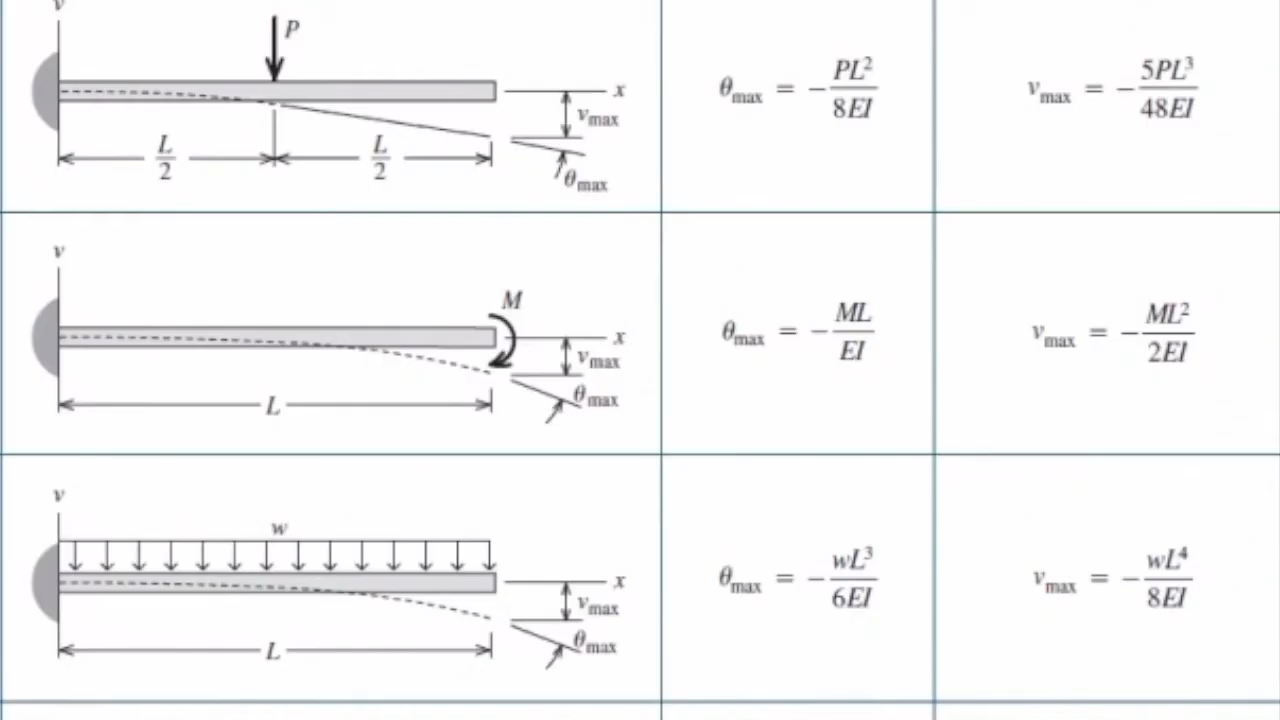 v
P
x
v_max
L/2 L/2
θ_max
θ_max = -PL²/8EI
v_max = -5PL³/48EI
v
M
x
v_max
θ_max
L
θ_max = -ML/EI
v_max = -ML²/2EI
v
w
x
v_max
θ_max
L
θ_max = -wL³/6EI
v_max = -wL⁴/8EI